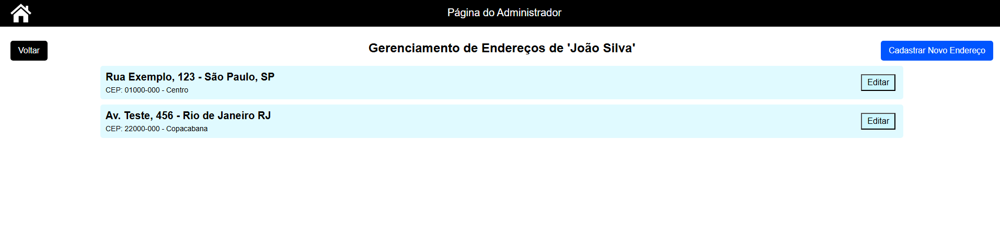 Página do Administrador
Voltar
Gerenciamento de Endereços de 'João Silva'
Cadastrar Novo Endereço
Rua Exemplo, 123 - São Paulo, SP
CEP: 01000-000 - Centro
Editar
Av. Teste, 456 - Rio de Janeiro RJ
CEP: 22000-000 - Copacabana
Editar